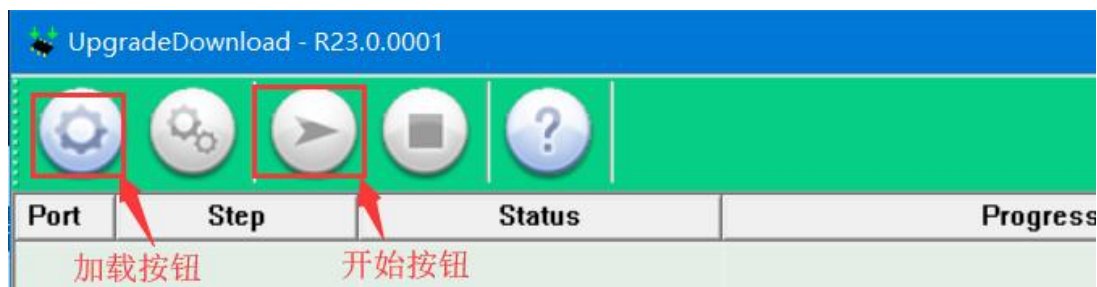 UpgradeDownload - R23.0.0001
?
Port Step Status Progress
加载按钮 开始按钮